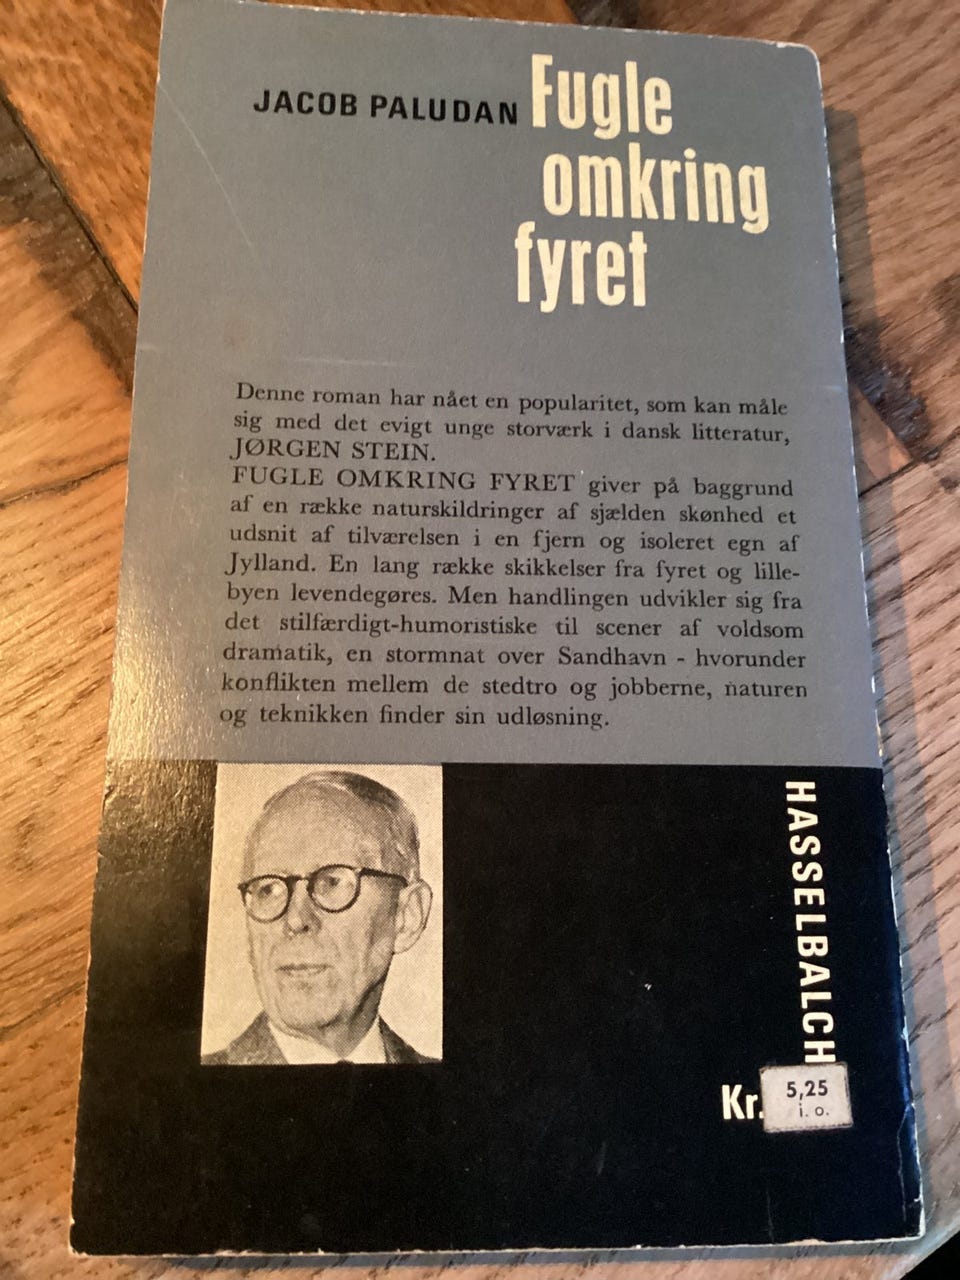 JACOB PALUDAN
Fugle
omkring
fyret
Denne roman har nået en popularitet, som kan måle
sig med det evigt unge storværk i dansk litteratur,
JØRGEN STEIN.
FUGLE OMKRING FYRET giver på baggrund
af en række naturskildringer af sjælden skønhed et
udsnit af tilværelsen i en fjern og isoleret egn af
Jylland. En lang række skikkelser fra fyret og lille-
byen levendegøres. Men handlingen udvikler sig fra
det stilfærdigt-humoristiske til scener af voldsom
dramatik, en stormnat over Sandhavn - hvorunder
konflikten mellem de stedtro og jobberne, naturen
og teknikken finder sin udløsning.
HASSELBALCH
Kr.
5,25
i. o.